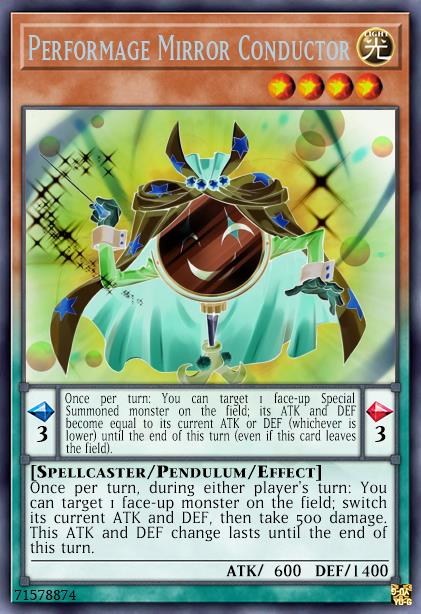 PERFORMAGE MIRROR CONDUCTOR
LIGHT
光
Once per turn: You can target 1 face-up Special
Summoned monster on the field; its ATK and DEF
become equal to its current ATK or DEF (whichever is
lower) until the end of this turn (even if this card leaves
the field).
3
3
[SPELLCASTER/PENDULUM/EFFECT]
Once per turn, during either player's turn: You
can target 1 face-up monster on the field; switch
its current ATK and DEF, then take 500 damage.
This ATK and DEF change lasts until the end of
this turn.
ATK/ 600 DEF/1400
71578874